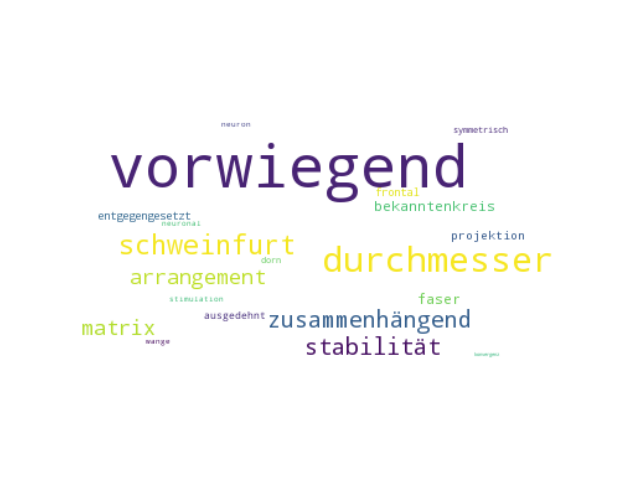 neuron
symmetrisch
vorwiegend
frontal
bekanntenkreis
entgegengesetzt
neuronal
projektion
schweinfurt
durchmesser
dorn
arrangement
stimulation
faser
ausgedehnt
zusammenhängend
matrix
wange
stabilität